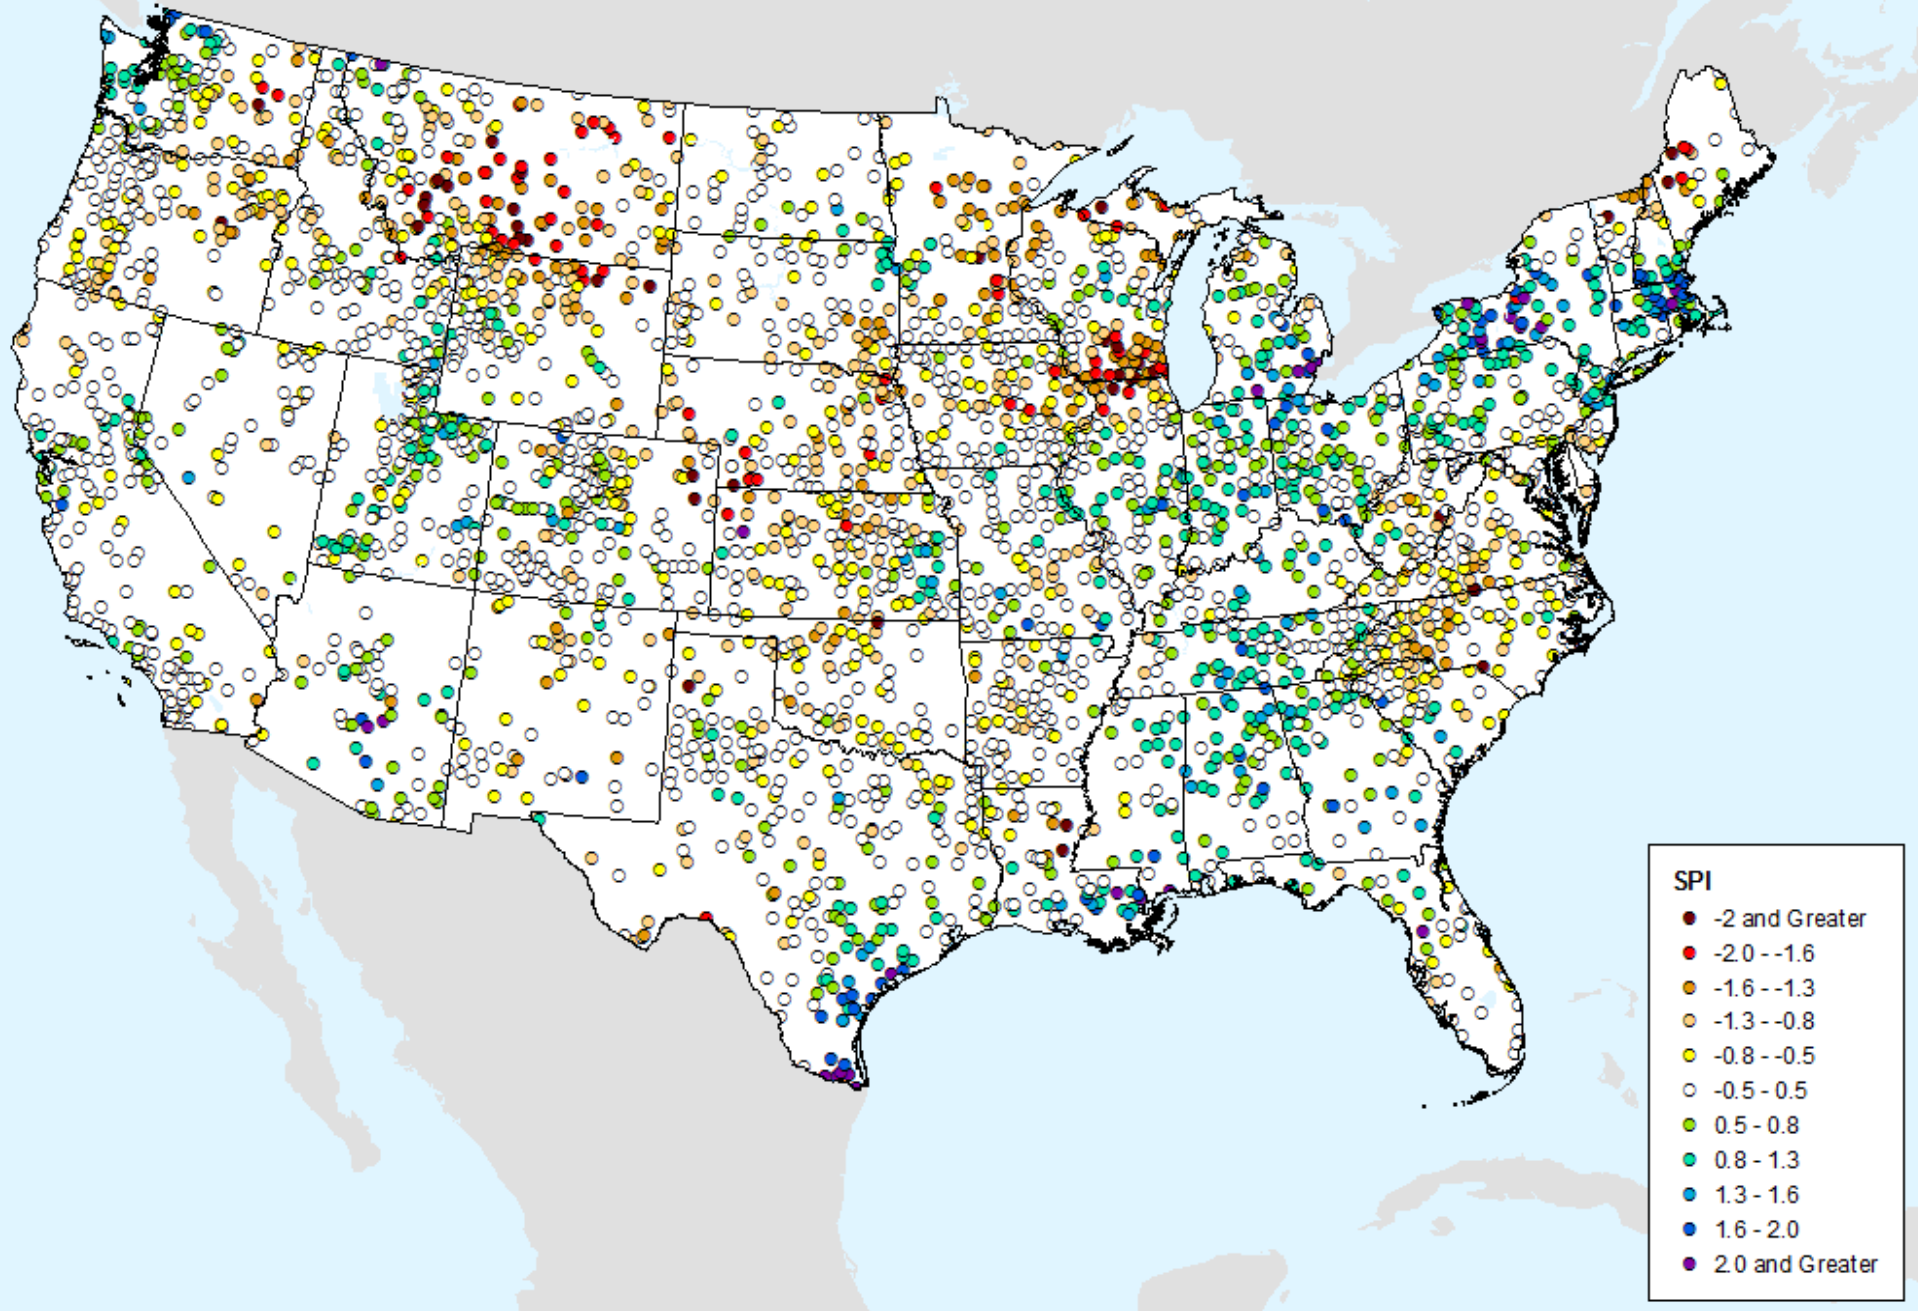 SPI
-2 and Greater
-2.0 - -1.6
-1.6 - -1.3
-1.3 - -0.8
-0.8 - -0.5
-0.5 - 0.5
0.5 - 0.8
0.8 - 1.3
1.3 - 1.6
1.6 - 2.0
2.0 and Greater